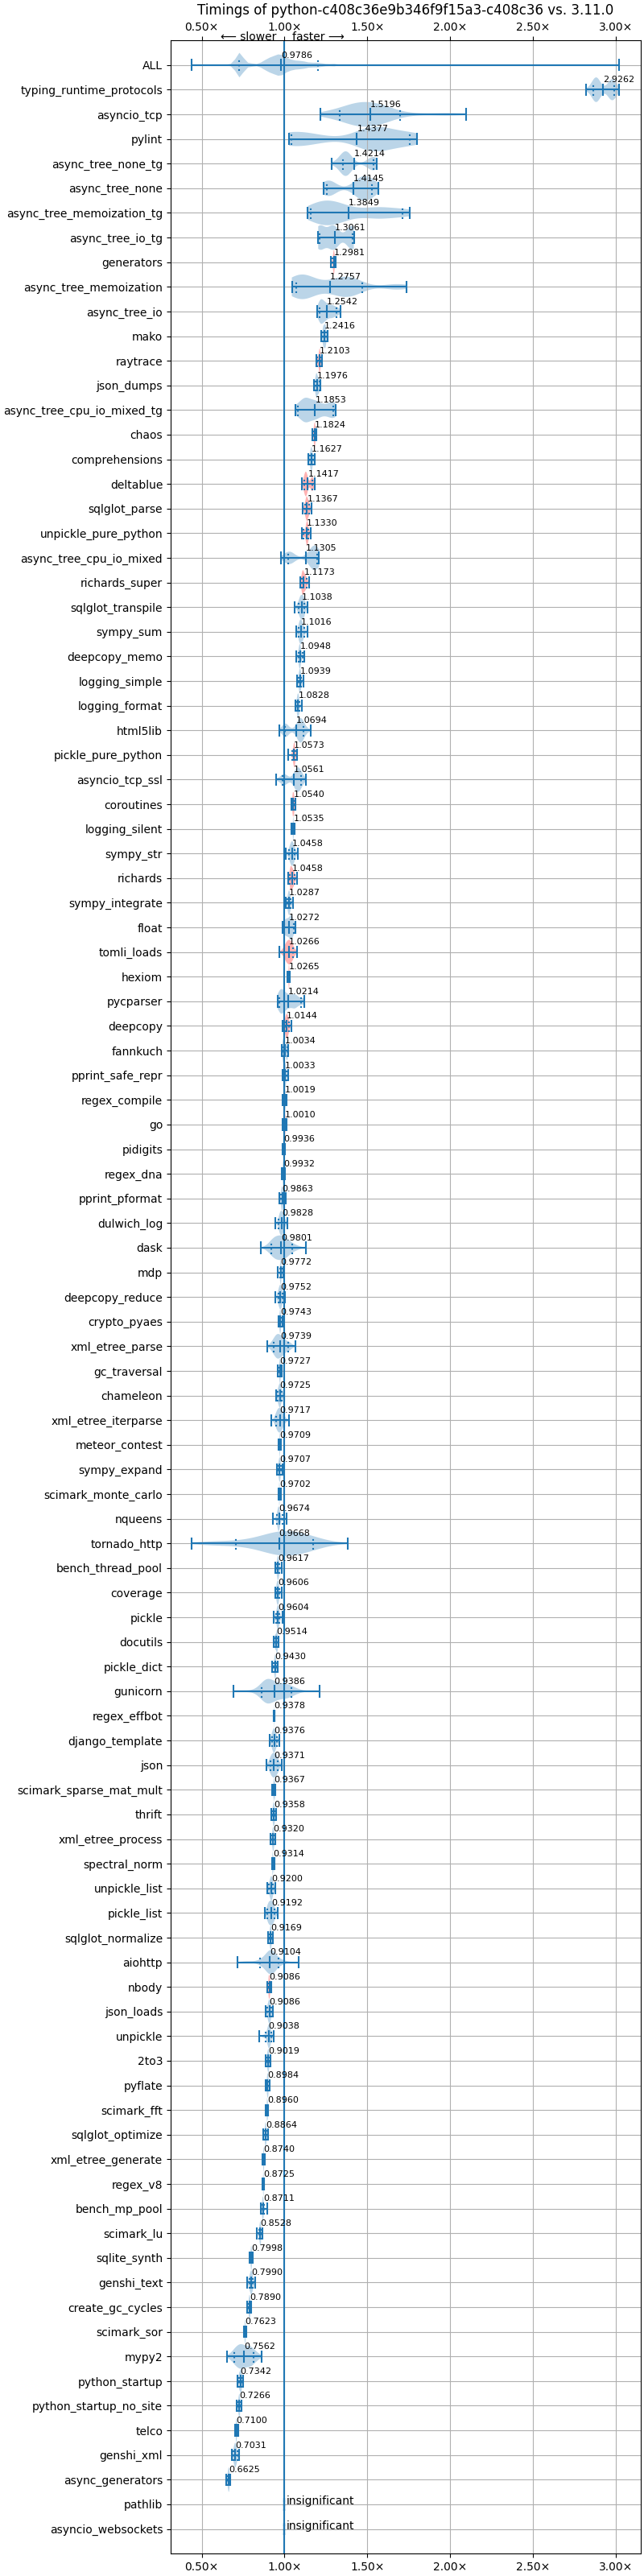 Timings of python-c408c36e9b346f9f15a3-c408c36 vs. 3.11.0
0.50× 1.00× 1.50× 2.00× 2.50× 3.00×
⟵ slower faster ⟶
ALL 0.9786
typing_runtime_protocols 2.9262
asyncio_tcp 1.5196
pylint 1.4377
async_tree_none_tg 1.4214
async_tree_none 1.4145
async_tree_memoization_tg 1.3849
async_tree_io_tg 1.3061
generators 1.2981
async_tree_memoization 1.2757
async_tree_io 1.2542
mako 1.2416
raytrace 1.2103
json_dumps 1.1976
async_tree_cpu_io_mixed_tg 1.1853
chaos 1.1824
comprehensions 1.1627
deltablue 1.1417
sqlglot_parse 1.1367
unpickle_pure_python 1.1330
async_tree_cpu_io_mixed 1.1305
richards_super 1.1173
sqlglot_transpile 1.1038
sympy_sum 1.1016
deepcopy_memo 1.0948
logging_simple 1.0939
logging_format 1.0828
html5lib 1.0694
pickle_pure_python 1.0573
asyncio_tcp_ssl 1.0561
coroutines 1.0540
logging_silent 1.0535
sympy_str 1.0458
richards 1.0458
sympy_integrate 1.0287
float 1.0272
tomli_loads 1.0266
hexiom 1.0265
pycparser 1.0214
deepcopy 1.0144
fannkuch 1.0034
pprint_safe_repr 1.0033
regex_compile 1.0019
go 1.0010
pidigits 0.9936
regex_dna 0.9932
pprint_pformat 0.9863
dulwich_log 0.9828
dask 0.9801
mdp 0.9772
deepcopy_reduce 0.9752
crypto_pyaes 0.9743
xml_etree_parse 0.9739
gc_traversal 0.9727
chameleon 0.9725
xml_etree_iterparse 0.9717
meteor_contest 0.9709
sympy_expand 0.9707
scimark_monte_carlo 0.9702
nqueens 0.9674
tornado_http 0.9668
bench_thread_pool 0.9617
coverage 0.9606
pickle 0.9604
docutils 0.9514
pickle_dict 0.9430
gunicorn 0.9386
regex_effbot 0.9378
django_template 0.9376
json 0.9371
scimark_sparse_mat_mult 0.9367
thrift 0.9358
xml_etree_process 0.9320
spectral_norm 0.9314
unpickle_list 0.9200
pickle_list 0.9192
sqlglot_normalize 0.9169
aiohttp 0.9104
nbody 0.9086
json_loads 0.9086
unpickle 0.9038
2to3 0.9019
pyflate 0.8984
scimark_fft 0.8960
sqlglot_optimize 0.8864
xml_etree_generate 0.8740
regex_v8 0.8725
bench_mp_pool 0.8711
scimark_lu 0.8528
sqlite_synth 0.7998
genshi_text 0.7990
create_gc_cycles 0.7890
scimark_sor 0.7623
mypy2 0.7562
python_startup 0.7342
python_startup_no_site 0.7266
telco 0.7100
genshi_xml 0.7031
async_generators 0.6625
pathlib insignificant
asyncio_websockets insignificant
0.50× 1.00× 1.50× 2.00× 2.50× 3.00×